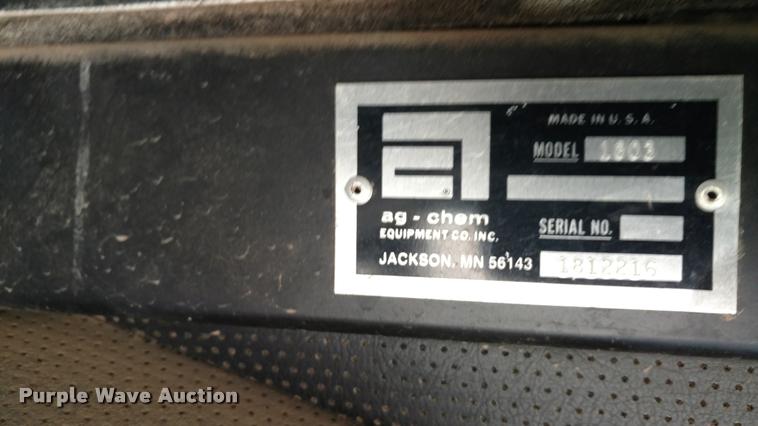 MADE IN U.S.A.
MODEL 1803
ag-chem
EQUIPMENT CO. INC.
SERIAL NO.
JACKSON, MN 56143 1812216
Purple Wave Auction